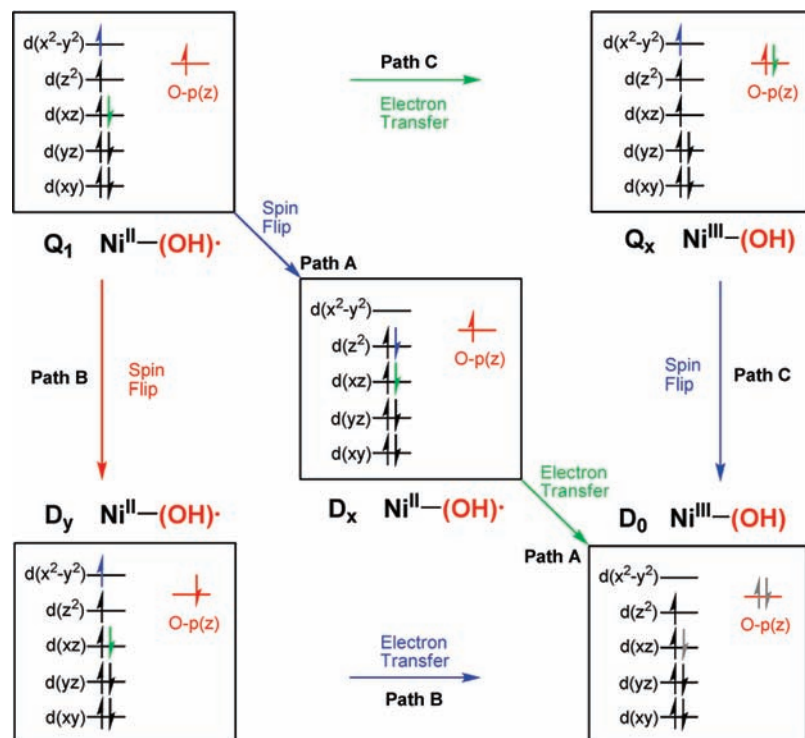 d(x²-y²)
d(z²)
d(xz)
d(yz)
d(xy)
O-p(z)
Path C
Electron
Transfer
d(x²-y²)
d(z²)
d(xz)
d(yz)
d(xy)
O-p(z)
Q₁ Niᴵᴵ—(OH)·
Spin
Flip
Path A
Qₓ Niᴵᴵᴵ—(OH)
Path B
Spin
Flip
d(x²-y²)
d(z²)
d(xz)
d(yz)
d(xy)
O-p(z)
Spin
Flip
Path C
Electron
Transfer
Path A
D_y Niᴵᴵ—(OH)·
Dₓ Niᴵᴵ—(OH)·
D₀ Niᴵᴵᴵ—(OH)
d(x²-y²)
d(z²)
d(xz)
d(yz)
d(xy)
O-p(z)
Electron
Transfer
Path B
d(x²-y²)
d(z²)
d(xz)
d(yz)
d(xy)
O-p(z)